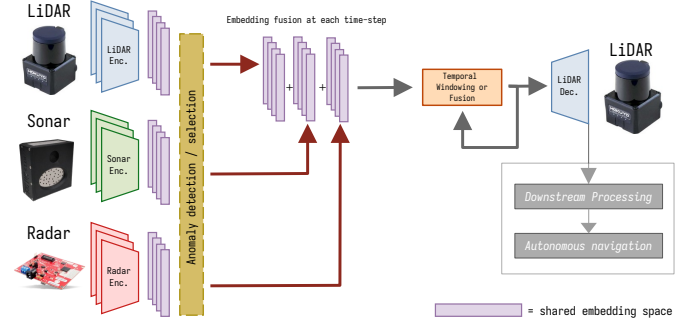 LiDAR
LiDAR
Enc.
Sonar
Sonar
Enc.
Radar
Radar
Enc.
Anomaly detection / selection
Embedding fusion at each time-step
+
+
Temporal
Windowing or
Fusion
LiDAR
Dec.
LiDAR
Downstream Processing
Autonomous navigation
= shared embedding space